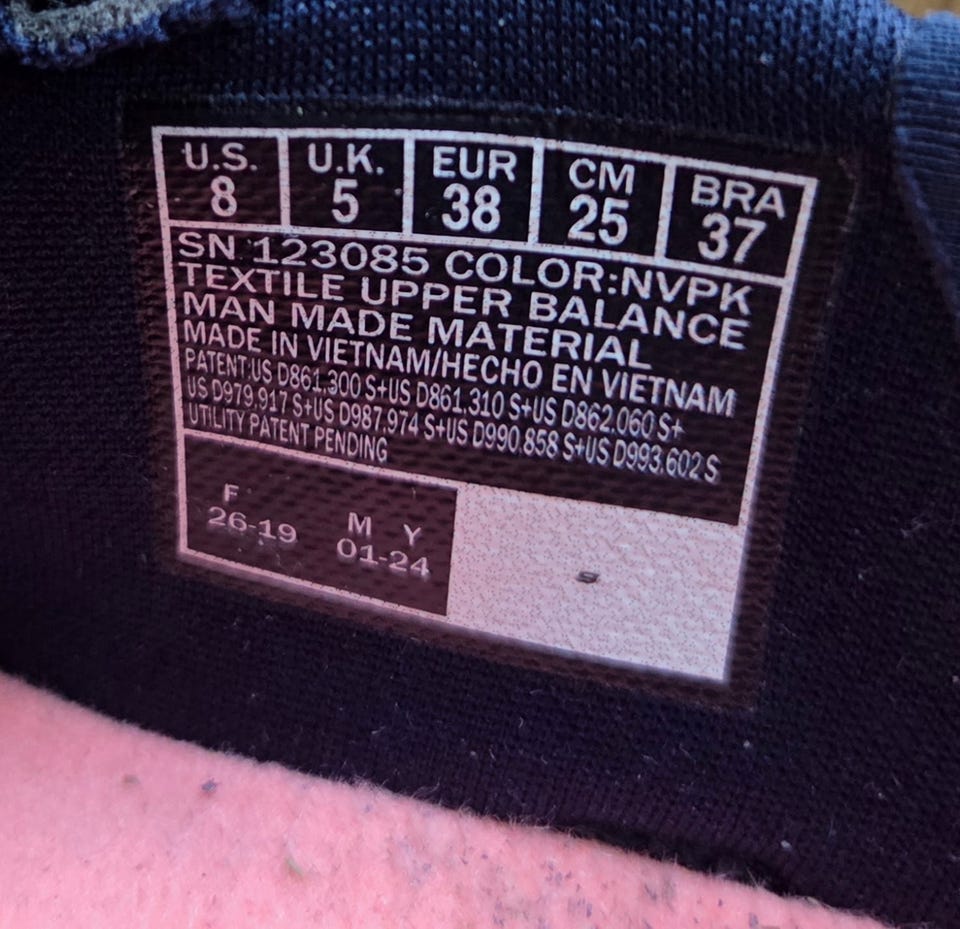 U.S. U.K. EUR CM BRA
8 5 38 25 37
SN: 123085 COLOR:NVPK
TEXTILE UPPER BALANCE
MAN MADE MATERIAL
MADE IN VIETNAM/HECHO EN VIETNAM
PATENT:US D861,300 S+US D861,310 S+US D862,060 S+
US D979,917 S+US D987,974 S+US D990,858 S+US D993,602 S
UTILITY PATENT PENDING
F M Y
26-19 01-24